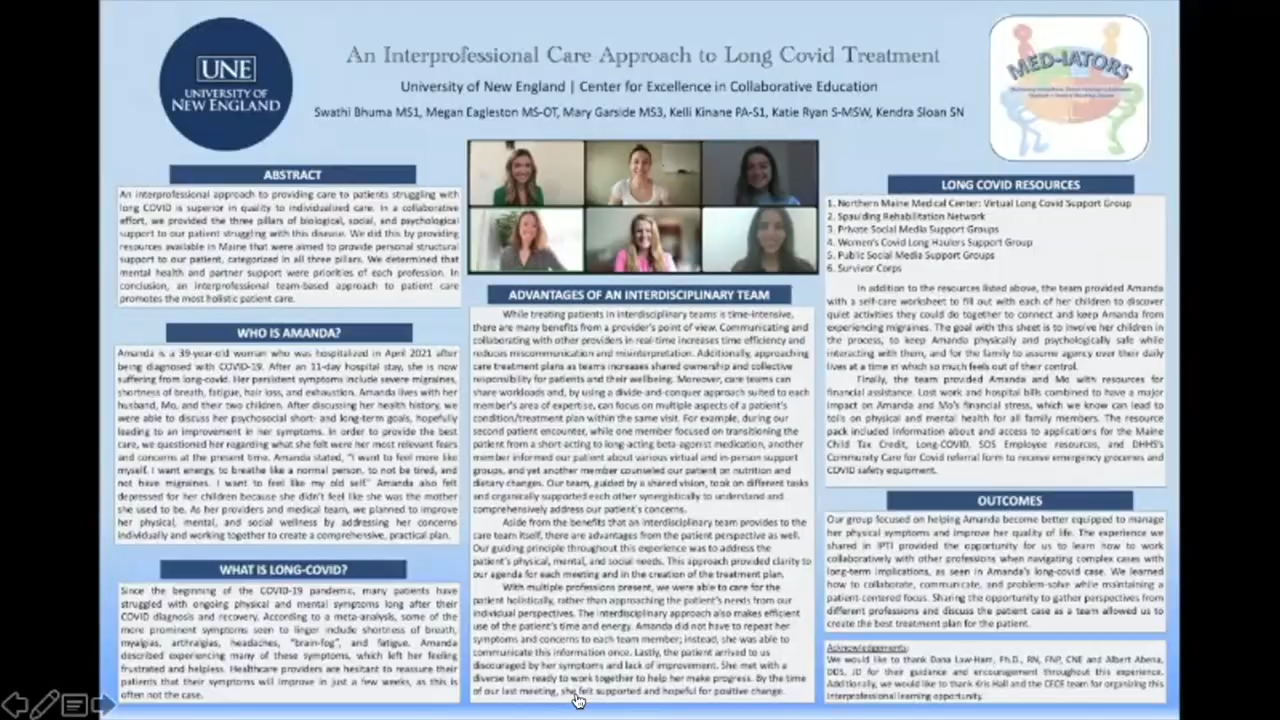 UNE
UNIVERSITY OF
NEW ENGLAND
An Interprofessional Care Approach to Long Covid Treatment
University of New England | Center for Excellence in Collaborative Education
Swathi Bhuma MS1, Megan Eagleston MS-OT, Mary Garside MS3, Kelli Kinane PA-S1, Katie Ryan S-MSW, Kendra Sloan SN
MED-IATORS
ABSTRACT
An interprofessional approach to providing care to patients struggling with
long COVID is superior in quality to individualized care. In a collaborative
effort, we provided the three pillars of biological, social, and psychological
support to our patient struggling with this disease. We did this by providing
resources available in Maine that were aimed to provide personal structural
support to our patient, categorized in all three pillars. We determined that
mental health and partner support were priorities of each profession. In
conclusion, an interprofessional team-based approach to patient care
promotes the most holistic patient care.
WHO IS AMANDA?
Amanda is a 39-year-old woman who was hospitalized in April 2021 after
being diagnosed with COVID-19. After an 11-day hospital stay, she is now
suffering from long-covid. Her persistent symptoms include severe migraines,
shortness of breath, fatigue, hair loss, and exhaustion. Amanda lives with her
husband, Mo, and their two children. After discussing her health history, we
were able to discuss her psychosocial short- and long-term goals, hopefully
leading to an improvement in her symptoms. In order to provide the best
care, we questioned her regarding what she felt were her most relevant fears
and concerns at the present time. Amanda stated, "I want to feel more like
myself. I want energy, to breathe like a normal person, to not be tired, and
not have migraines. I want to feel like my old self." Amanda also felt
depressed for her children because she didn't feel like she was the mother
she used to be. As her providers and medical team, we planned to improve
her physical, mental, and social wellness by addressing her concerns
individually and working together to create a comprehensive, practical plan.
WHAT IS LONG-COVID?
Since the beginning of the COVID-19 pandemic, many patients have
struggled with ongoing physical and mental symptoms long after their
COVID diagnosis and recovery. According to a meta-analysis, some of the
more prominent symptoms seen to linger include shortness of breath,
myalgias, arthralgias, headaches, "brain-fog", and fatigue. Amanda
described experiencing many of these symptoms, which left her feeling
frustrated and helpless. Healthcare providers are hesitant to reassure their
patients that their symptoms will improve in just a few weeks, as this is
often not the case.
ADVANTAGES OF AN INTERDISCIPLINARY TEAM
While treating patients in interdisciplinary teams is time-intensive,
there are many benefits from a provider's point of view. Communicating and
collaborating with other providers in real-time increases time efficiency and
reduces miscommunication and misinterpretation. Additionally, approaching
care treatment plans as teams increases shared ownership and collective
responsibility for patients and their wellbeing. Moreover, care teams can
share workloads and, by using a divide-and-conquer approach suited to each
member's area of expertise, can focus on multiple aspects of a patient's
condition/treatment plan within the same visit. For example, during our
second patient encounter, while one member focused on transitioning the
patient from a short-acting to long-acting beta-agonist medication, another
member informed our patient about various virtual and in-person support
groups, and yet another member counseled our patient on nutrition and
dietary changes. Our team, guided by a shared vision, took on different tasks
and organically supported each other synergistically to understand and
comprehensively address our patient's concerns.
Aside from the benefits that an interdisciplinary team provides to the
care team itself, there are advantages from the patient perspective as well.
Our guiding principle throughout this experience was to address the
patient's physical, mental, and social needs. This approach provided clarity to
our agenda for each meeting and in the creation of the treatment plan.
With multiple professions present, we were able to care for the
patient holistically, rather than approaching the patient's needs from our
individual perspectives. The interdisciplinary approach also makes efficient
use of the patient's time and energy. Amanda did not have to repeat her
symptoms and concerns to each team member; instead, she was able to
communicate this information once. Lastly, the patient arrived to us
discouraged by her symptoms and lack of improvement. She met with a
diverse team ready to work together to help her make progress. By the time
of our last meeting, she felt supported and hopeful for positive change.
LONG COVID RESOURCES
1. Northern Maine Medical Center: Virtual Long Covid Support Group
2. Spaulding Rehabilitation Network
3. Private Social Media Support Groups
4. Women's Covid Long Haulers Support Group
5. Public Social Media Support Groups
6. Survivor Corps
In addition to the resources listed above, the team provided Amanda
with a self-care worksheet to fill out with each of her children to discover
quiet activities they could do together to connect and keep Amanda from
experiencing migraines. The goal with this sheet is to involve her children in
the process, to keep Amanda physically and psychologically safe while
interacting with them, and for the family to assume agency over their daily
lives at a time in which so much feels out of their control.
Finally, the team provided Amanda and Mo with resources for
financial assistance. Lost work and hospital bills combined to have a major
impact on Amanda and Mo's financial stress, which we know can lead to
tolls on physical and mental health for all family members. The resource
pack included information about and access to applications for the Maine
Child Tax Credit, Long-COVID, SOS Employee resources, and DHHS's
Community Care for Covid referral form to receive emergency groceries and
COVID safety equipment.
OUTCOMES
Our group focused on helping Amanda become better equipped to manage
her physical symptoms and improve her quality of life. The experience we
shared in IPTI provided the opportunity for us to learn how to work
collaboratively with other professions when navigating complex cases with
long-term implications, as seen in Amanda's long-covid case. We learned
how to collaborate, communicate, and problem-solve while maintaining a
patient-centered focus. Sharing the opportunity to gather perspectives from
different professions and discuss the patient case as a team allowed us to
create the best treatment plan for the patient.
Acknowledgements:
We would like to thank Dana Law-Ham, Ph.D., RN, FNP, CNE and Albert Abena,
DDS, JD for their guidance and encouragement throughout this experience.
Additionally, we would like to thank Kris Hall and the CECE team for organizing this
interprofessional learning opportunity.